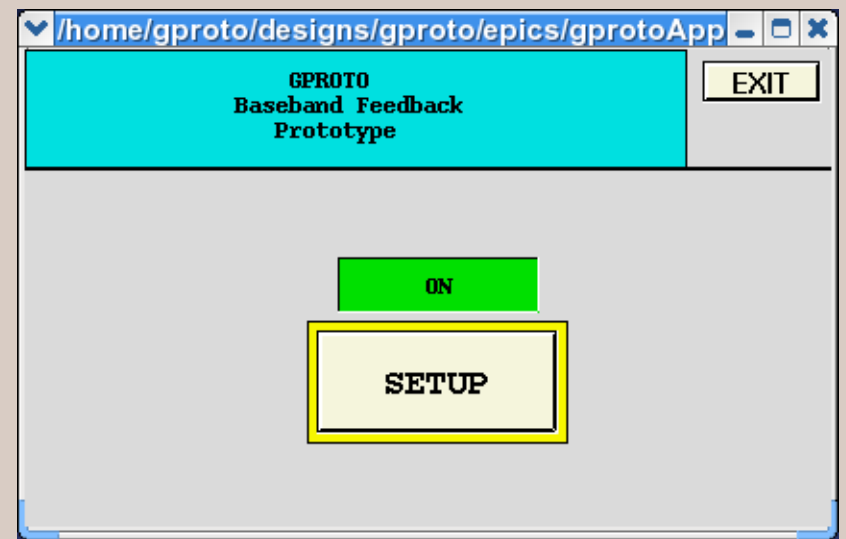 /home/gproto/designs/gproto/epics/gprotoApp
GPROTO
Baseband Feedback
Prototype
EXIT
ON
SETUP